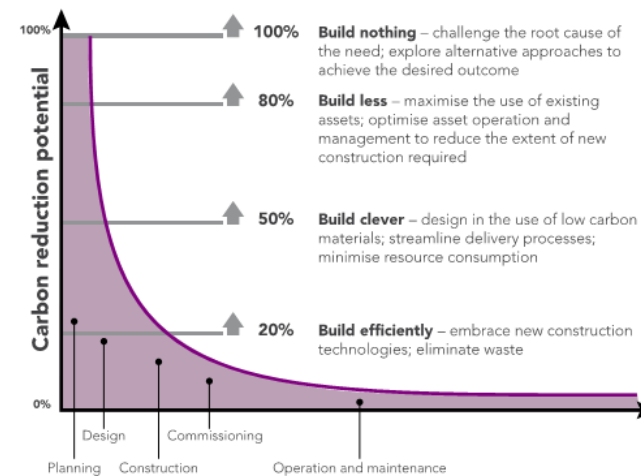 100%
100%
Build nothing – challenge the root cause of
the need; explore alternative approaches to
achieve the desired outcome
80%
Build less – maximise the use of existing
assets; optimise asset operation and
management to reduce the extent of new
construction required
50%
Build clever – design in the use of low carbon
materials; streamline delivery processes;
minimise resource consumption
20%
Build efficiently – embrace new construction
technologies; eliminate waste
Carbon reduction potential
0%
Design
Commissioning
Planning
Construction
Operation and maintenance